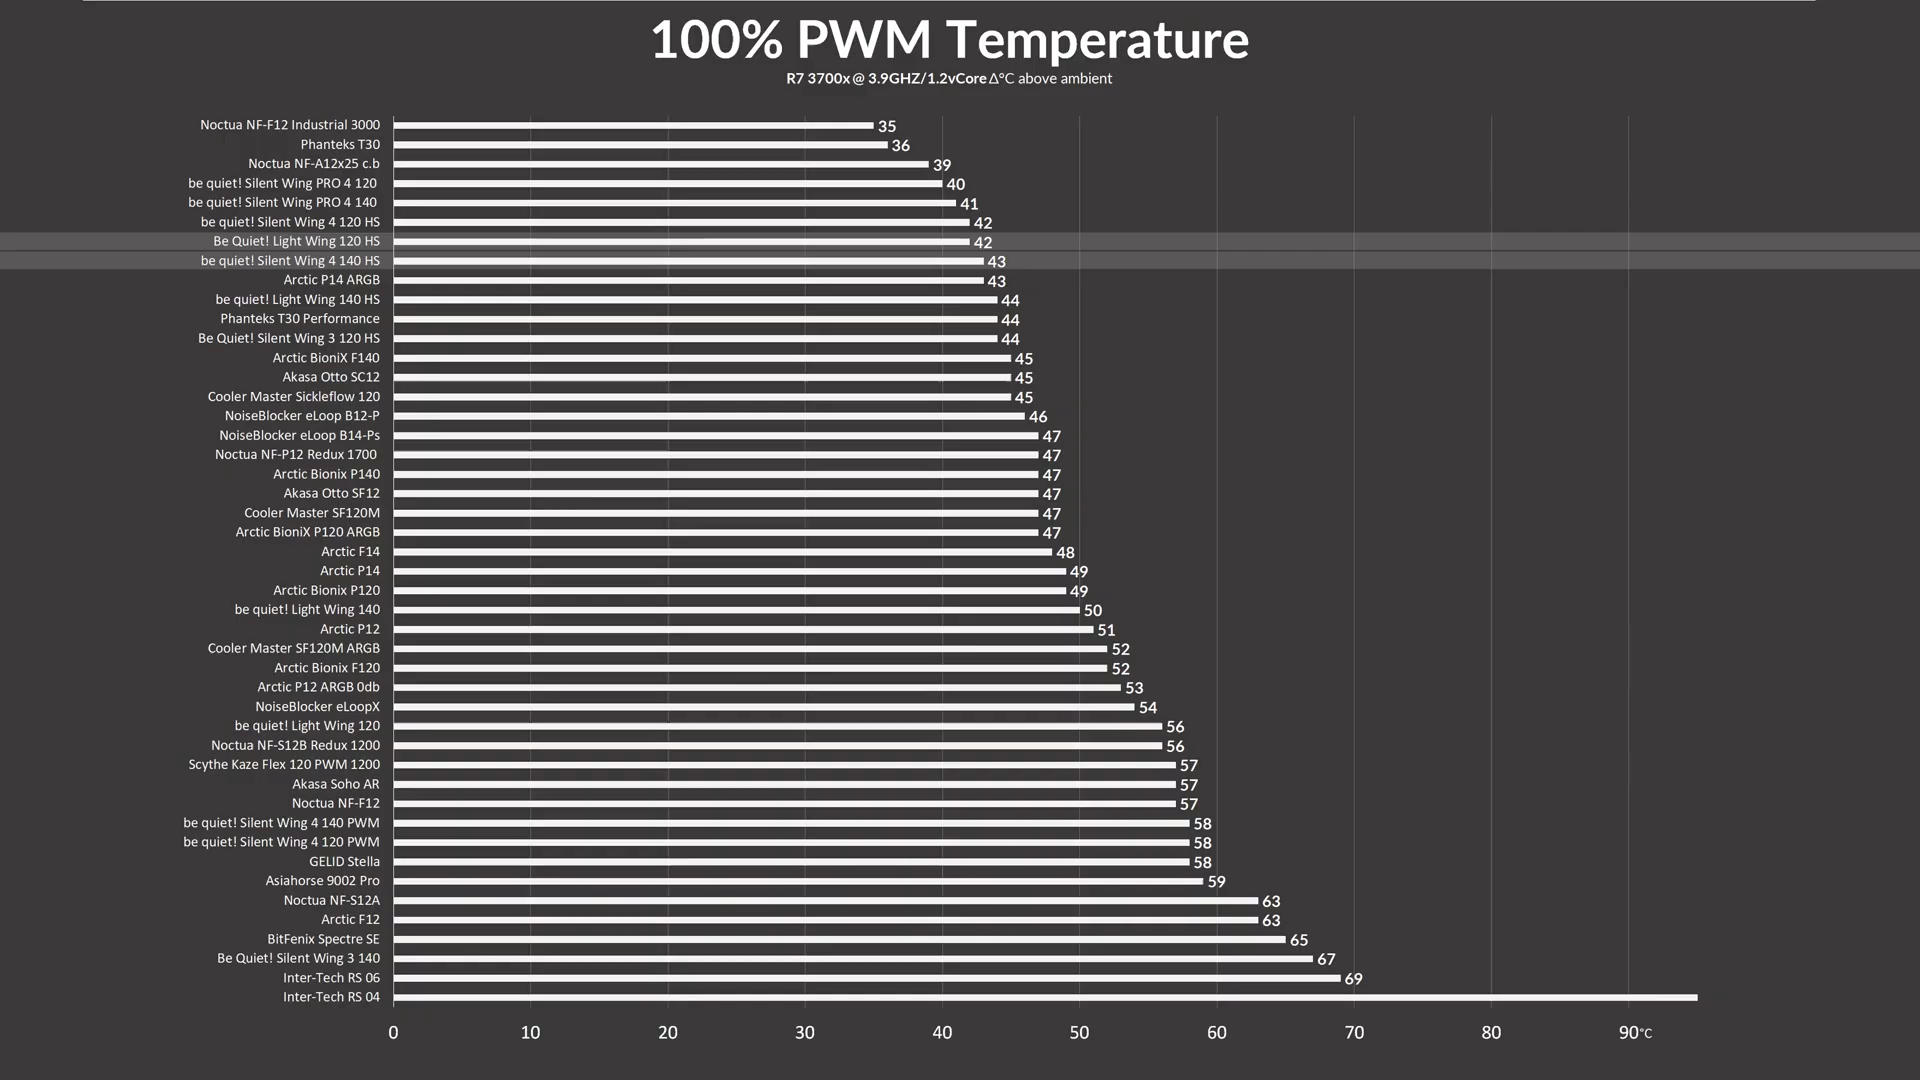 100% PWM Temperature
R7 3700x @ 3.9GHZ/1.2vCore Δ°C above ambient
Noctua NF-F12 Industrial 3000 35
Phanteks T30 36
Noctua NF-A12x25 c.b 39
be quiet! Silent Wing PRO 4 120 40
be quiet! Silent Wing PRO 4 140 41
be quiet! Silent Wing 4 120 HS 42
Be Quiet! Light Wing 120 HS 42
be quiet! Silent Wing 4 140 HS 43
Arctic P14 ARGB 43
be quiet! Light Wing 140 HS 44
Phanteks T30 Performance 44
Be Quiet! Silent Wing 3 120 HS 44
Arctic BioniX F140 45
Akasa Otto SC12 45
Cooler Master Sickleflow 120 45
NoiseBlocker eLoop B12-P 46
NoiseBlocker eLoop B14-Ps 47
Noctua NF-P12 Redux 1700 47
Arctic Bionix P140 47
Akasa Otto SF12 47
Cooler Master SF120M 47
Arctic BioniX P120 ARGB 47
Arctic F14 48
Arctic P14 49
Arctic Bionix P120 49
be quiet! Light Wing 140 50
Arctic P12 51
Cooler Master SF120M ARGB 52
Arctic Bionix F120 52
Arctic P12 ARGB 0db 53
NoiseBlocker eLoopX 54
be quiet! Light Wing 120 56
Noctua NF-S12B Redux 1200 56
Scythe Kaze Flex 120 PWM 1200 57
Akasa Soho AR 57
Noctua NF-F12 57
be quiet! Silent Wing 4 140 PWM 58
be quiet! Silent Wing 4 120 PWM 58
GELID Stella 58
Asiahorse 9002 Pro 59
Noctua NF-S12A 63
Arctic F12 63
BitFenix Spectre SE 65
Be Quiet! Silent Wing 3 140 67
Inter-Tech RS 06 69
Inter-Tech RS 04
0 10 20 30 40 50 60 70 80 90°C